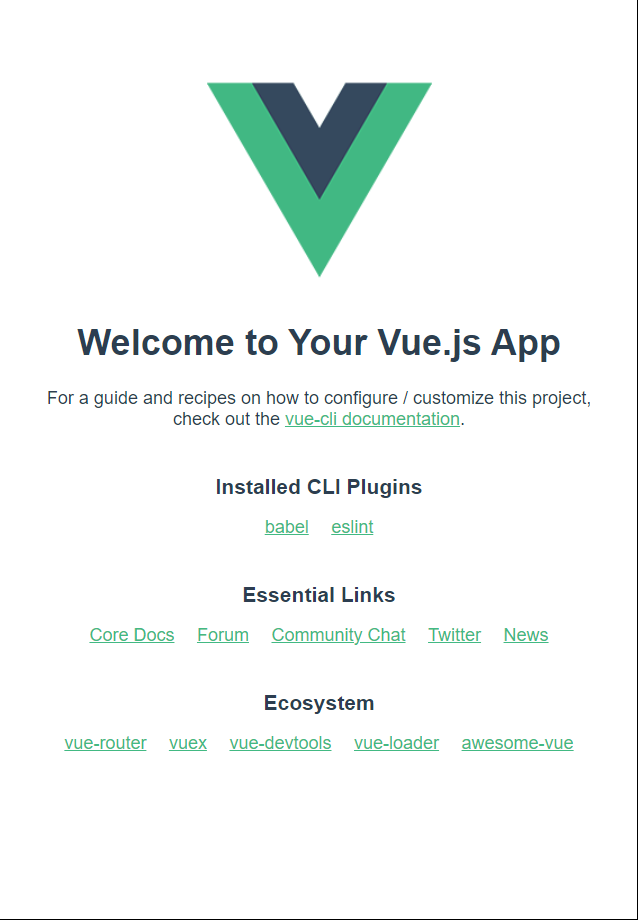 Welcome to Your Vue.js App
For a guide and recipes on how to configure / customize this project,
check out the vue-cli documentation.
Installed CLI Plugins
babel eslint
Essential Links
Core Docs Forum Community Chat Twitter News
Ecosystem
vue-router vuex vue-devtools vue-loader awesome-vue